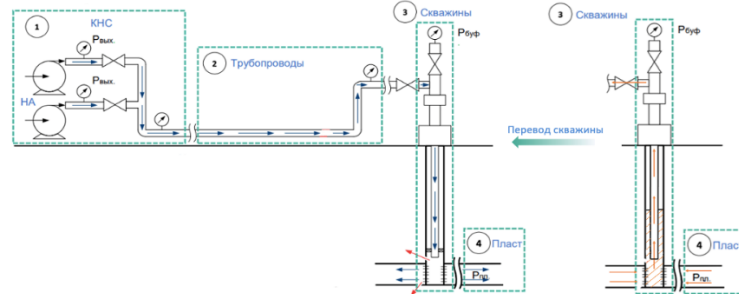 1
КНС
Рвых.
Рвых.
НА
2
Трубопроводы
3
Скважины
Рбуф
4
Пласт
Рпл.
Перевод скважины
3
Скважины
Рбуф
4
Плас
Рпл.